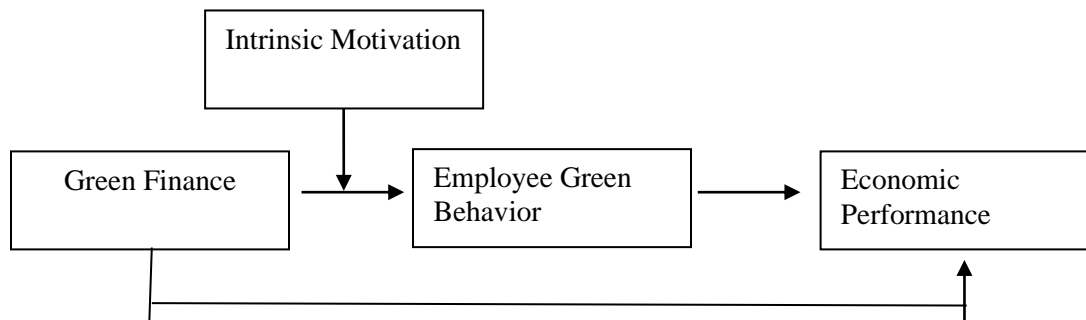 Intrinsic Motivation
Green Finance
Employee Green
Behavior
Economic
Performance